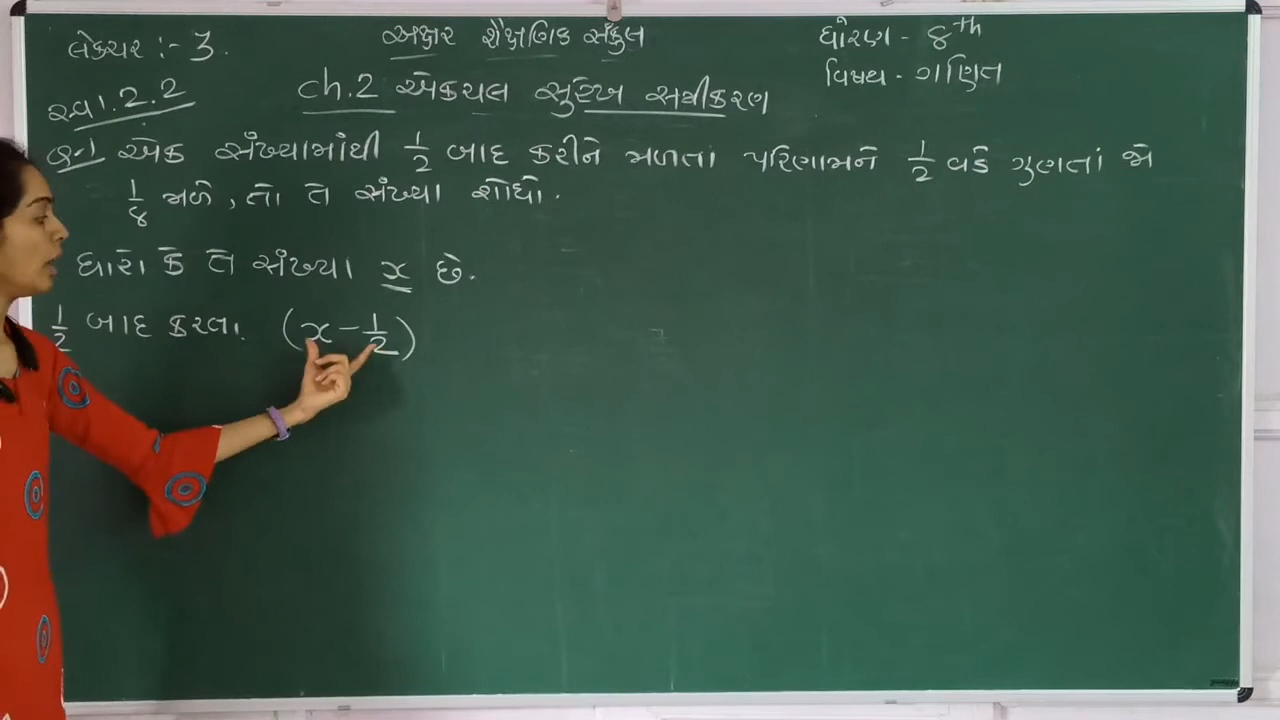 લેક્ચર :- 3.
અક્ષર શૈક્ષણિક સંકુલ
ધોરણ - ૪th
વિષય - ગણિત
સ્વા.2.2
ch.2 એકચલ સુરેખ સમીકરણ
પ્ર-1 એક સંખ્યામાંથી 1/2 બાદ કરીને મળતા પરિણામને 1/2 વડે ગુણતાં જો
1/8 મળે, તો તે સંખ્યા શોધો.
ધારો કે તે સંખ્યા x છે.
1/2 બાદ કરતા. (x - 1/2)